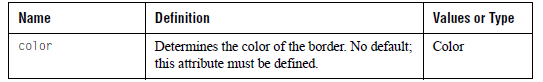 Name Definition Values or Type
color Determines the color of the border. No default; Color
this attribute must be defined.